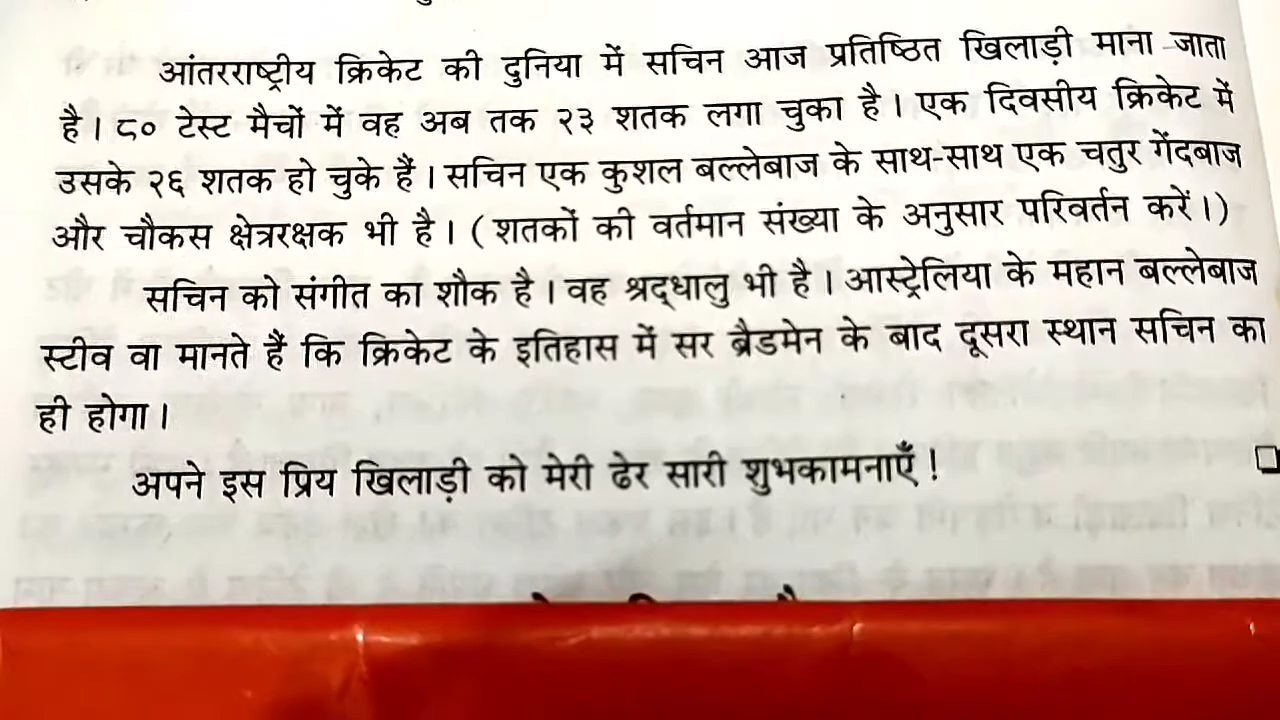 आंतरराष्ट्रीय क्रिकेट की दुनिया में सचिन आज प्रतिष्ठित खिलाड़ी माना जाता
है। ८० टेस्ट मैचों में वह अब तक २३ शतक लगा चुका है। एक दिवसीय क्रिकेट में
उसके २६ शतक हो चुके हैं। सचिन एक कुशल बल्लेबाज के साथ-साथ एक चतुर गेंदबाज
और चौकस क्षेत्ररक्षक भी है। (शतकों की वर्तमान संख्या के अनुसार परिवर्तन करें।)
सचिन को संगीत का शौक है। वह श्रद्‌धालु भी है। आस्ट्रेलिया के महान बल्लेबाज
स्टीव वा मानते हैं कि क्रिकेट के इतिहास में सर ब्रैडमेन के बाद दूसरा स्थान सचिन का
ही होगा।
अपने इस प्रिय खिलाड़ी को मेरी ढेर सारी शुभकामनाएँ!